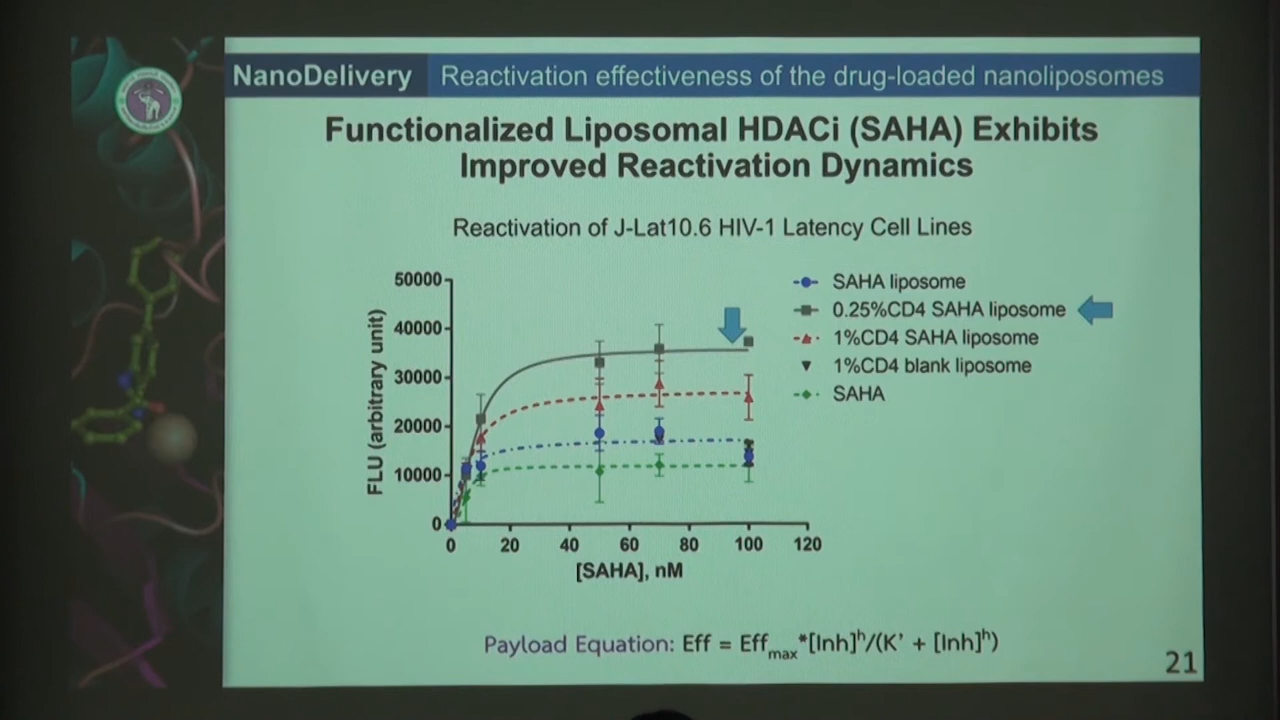 NanoDelivery
Reactivation effectiveness of the drug-loaded nanoliposomes
Functionalized Liposomal HDACi (SAHA) Exhibits
Improved Reactivation Dynamics
Reactivation of J-Lat10.6 HIV-1 Latency Cell Lines
50000
40000
30000
20000
10000
0
FLU (arbitrary unit)
0 20 40 60 80 100 120
[SAHA], nM
SAHA liposome
0.25%CD4 SAHA liposome
1%CD4 SAHA liposome
1%CD4 blank liposome
SAHA
Payload Equation: Eff = Effmax*[Inh]ʰ/(K’ + [Inh]ʰ)
21